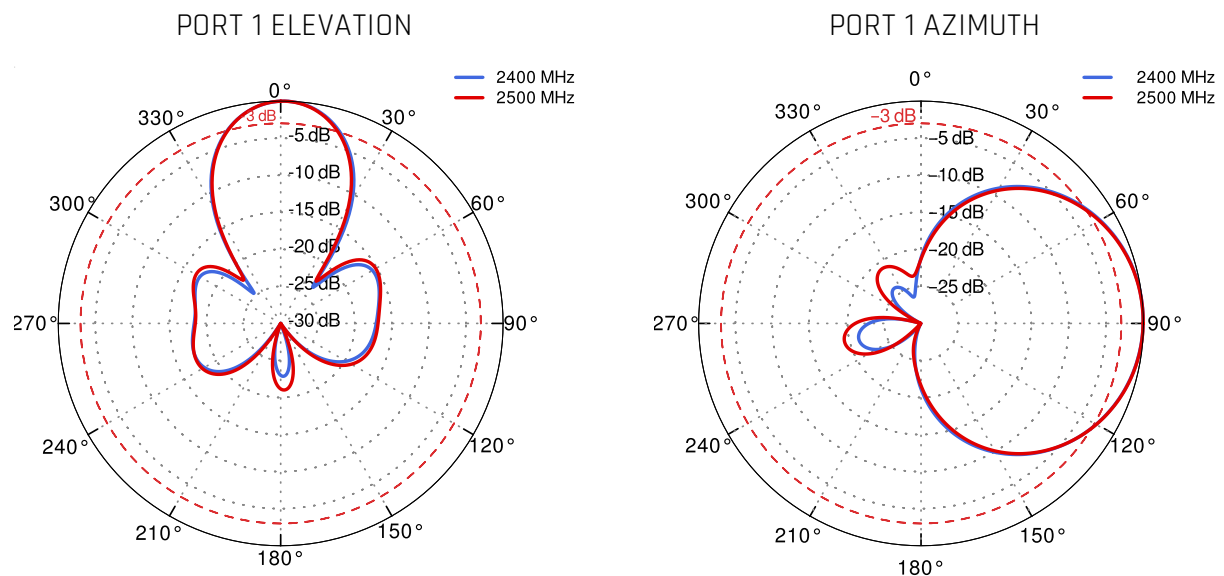 PORT 1 ELEVATION
2400 MHz
2500 MHz
0°
330°
30°
3 dB
-5 dB
-10 dB
300°
60°
-15 dB
-20 dB
-25 dB
270°
-30 dB
90°
240°
120°
210°
150°
180°
PORT 1 AZIMUTH
2400 MHz
2500 MHz
0°
330°
30°
−3 dB
−5 dB
−10 dB
300°
60°
−15 dB
−20 dB
−25 dB
270°
90°
240°
120°
210°
150°
180°